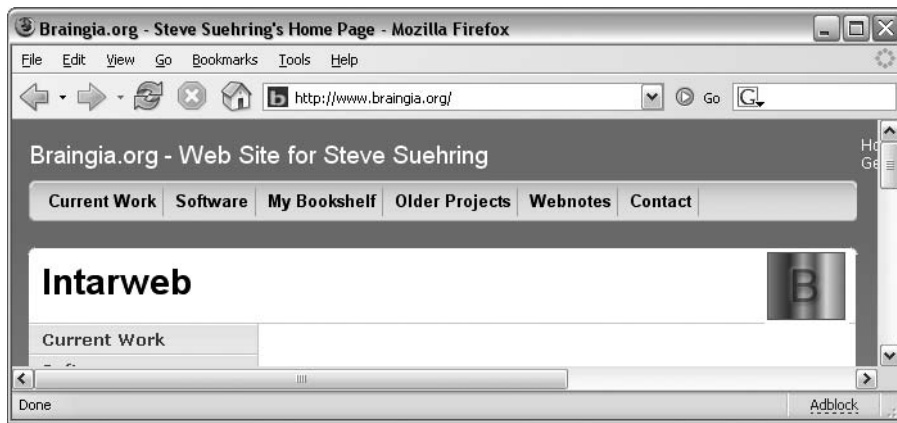 Braingia.org - Steve Suehring's Home Page - Mozilla Firefox
File Edit View Go Bookmarks Tools Help
b http://www.braingia.org/ Go G
Braingia.org - Web Site for Steve Suehring
Current Work Software My Bookshelf Older Projects Webnotes Contact
Intarweb
B
Current Work
Done Adblock